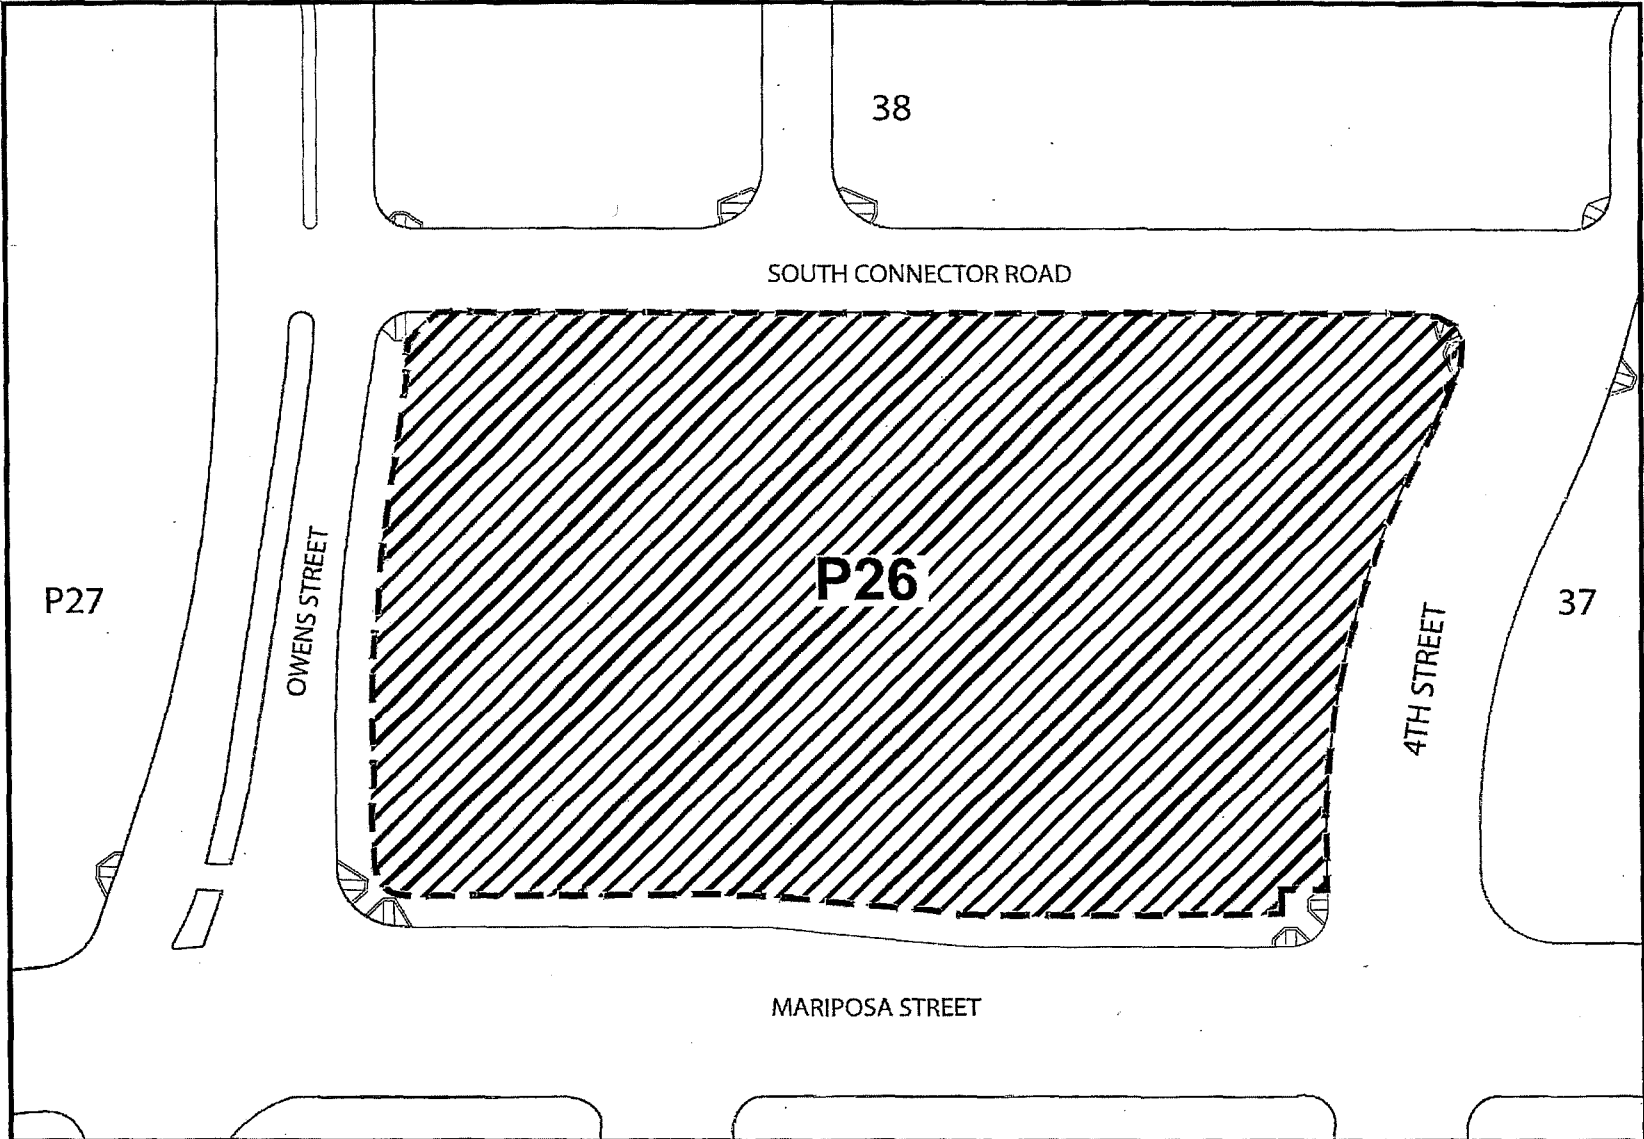 38
SOUTH CONNECTOR ROAD
P26
P27
OWENS STREET
37
4TH STREET
MARIPOSA STREET